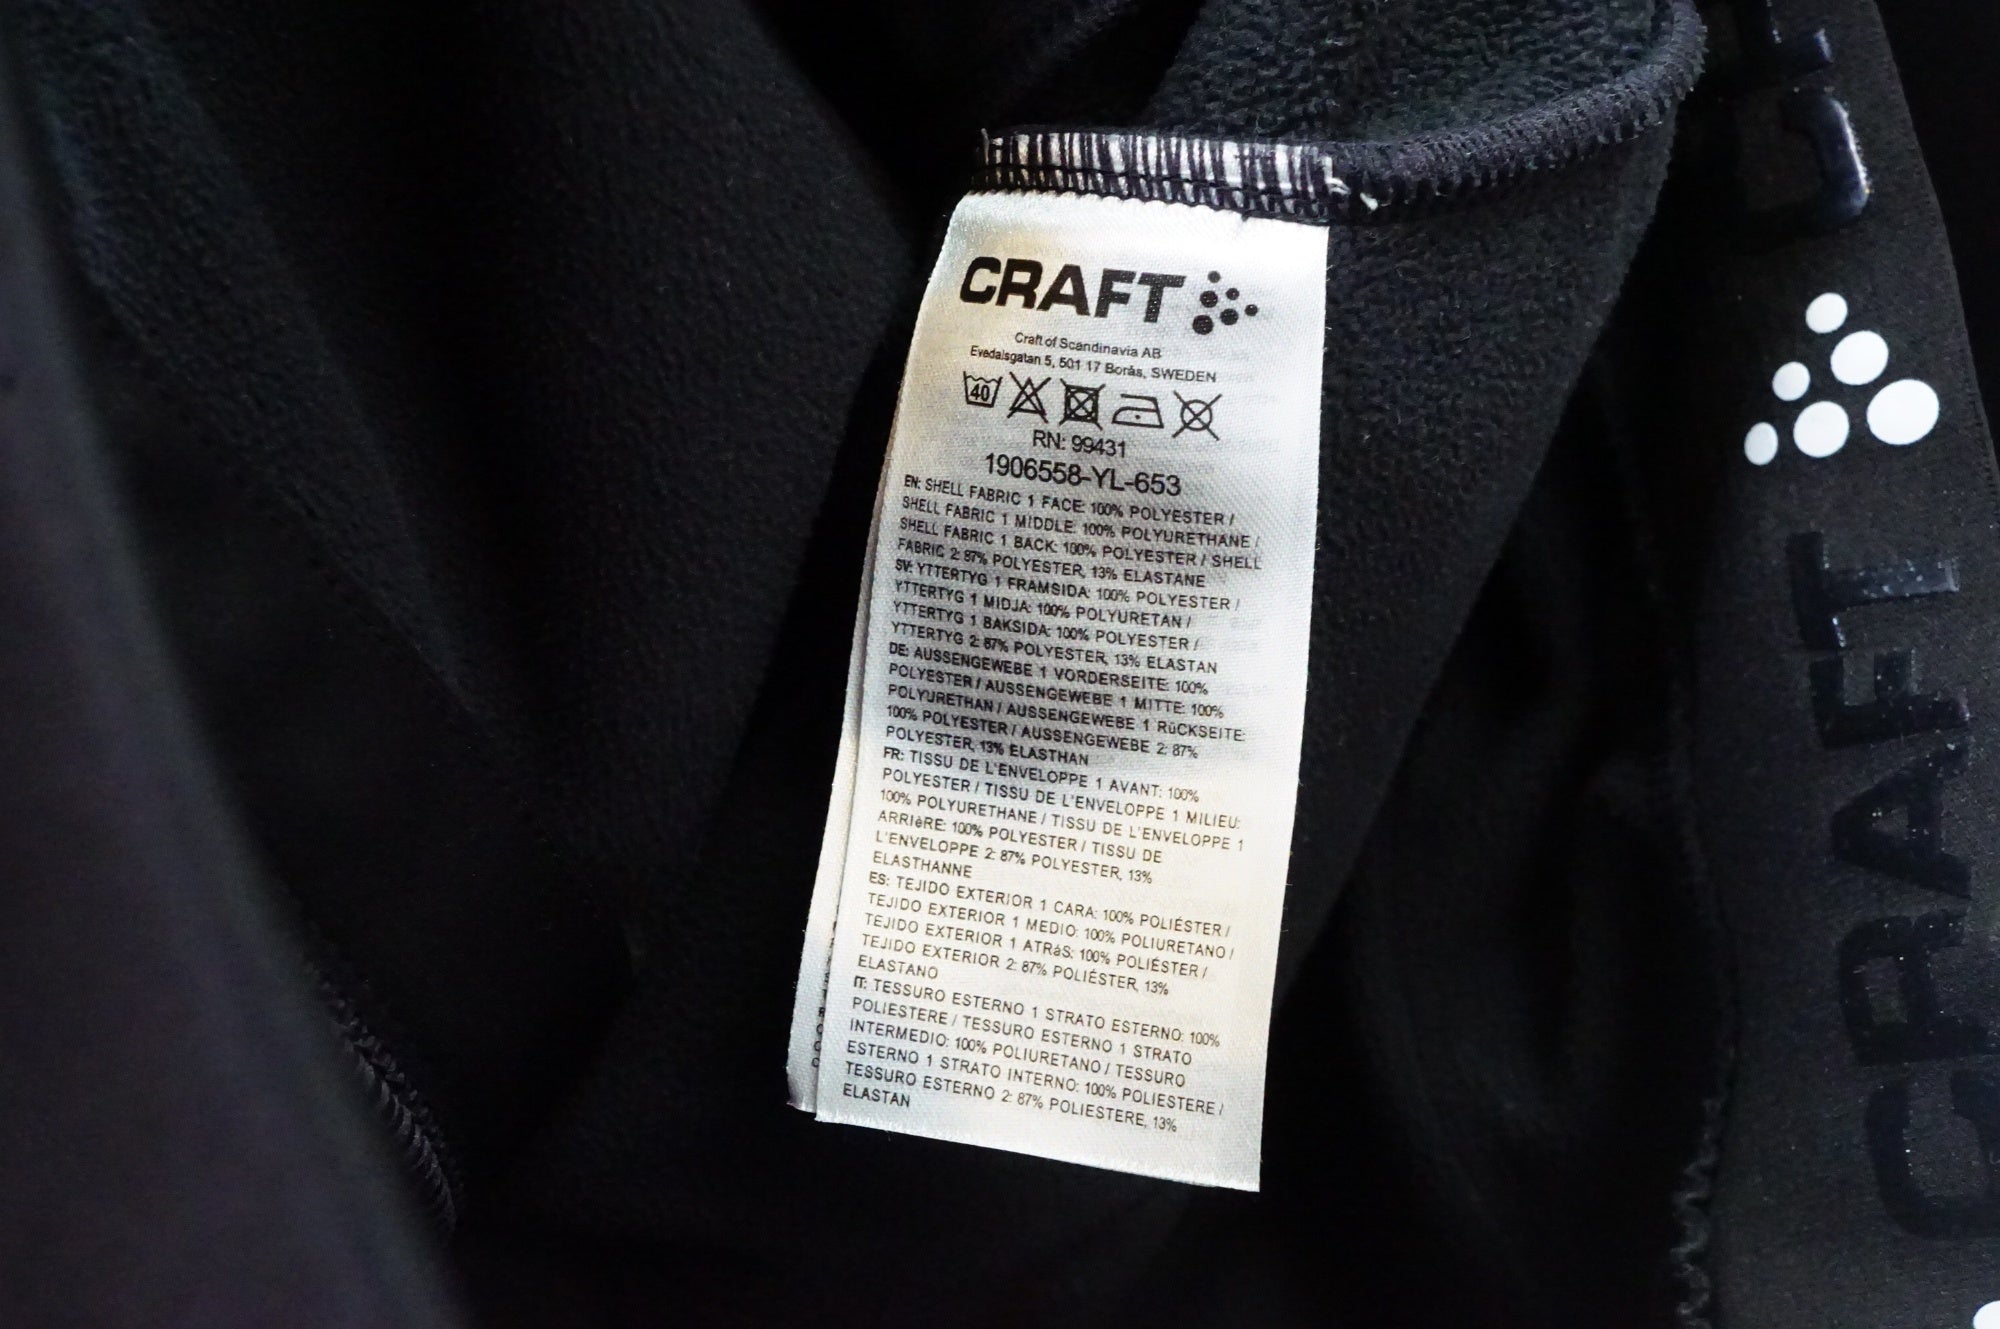 CRAFT
Craft of Scandinavia AB
Evedalsgatan 5, 501 17 Borås, SWEDEN
40
RN: 99431
1906558-YL-653
EN: SHELL FABRIC 1 FACE: 100% POLYESTER /
SHELL FABRIC 1 MIDDLE: 100% POLYURETHANE /
SHELL FABRIC 1 BACK: 100% POLYESTER / SHELL
FABRIC 2: 87% POLYESTER, 13% ELASTANE
SV: YTTERTYG 1 FRAMSIDA: 100% POLYESTER /
YTTERTYG 1 MIDJA: 100% POLYURETAN /
YTTERTYG 1 BAKSIDA: 100% POLYESTER /
YTTERTYG 2: 87% POLYESTER, 13% ELASTAN
DE: AUSSENGEWEBE 1 VORDERSEITE: 100%
POLYESTER / AUSSENGEWEBE 1 MITTE: 100%
POLYURETHAN / AUSSENGEWEBE 1 RüCKSEITE:
100% POLYESTER / AUSSENGEWEBE 2: 87%
POLYESTER, 13% ELASTHAN
FR: TISSU DE L'ENVELOPPE 1 AVANT: 100%
POLYESTER / TISSU DE L'ENVELOPPE 1 MILIEU:
100% POLYURETHANE / TISSU DE L'ENVELOPPE 1
ARRIèRE: 100% POLYESTER / TISSU DE
L'ENVELOPPE 2: 87% POLYESTER, 13%
ELASTHANNE
ES: TEJIDO EXTERIOR 1 CARA: 100% POLIÉSTER /
TEJIDO EXTERIOR 1 MEDIO: 100% POLIURETANO /
TEJIDO EXTERIOR 1 ATRáS: 100% POLIÉSTER /
TEJIDO EXTERIOR 2: 87% POLIÉSTER, 13%
ELASTANO
IT: TESSURO ESTERNO 1 STRATO ESTERNO: 100%
POLIESTERE / TESSURO ESTERNO 1 STRATO
INTERMEDIO: 100% POLIURETANO / TESSURO
ESTERNO 1 STRATO INTERNO: 100% POLIESTERE /
TESSURO ESTERNO 2: 87% POLIESTERE, 13%
ELASTAN
CRAFT